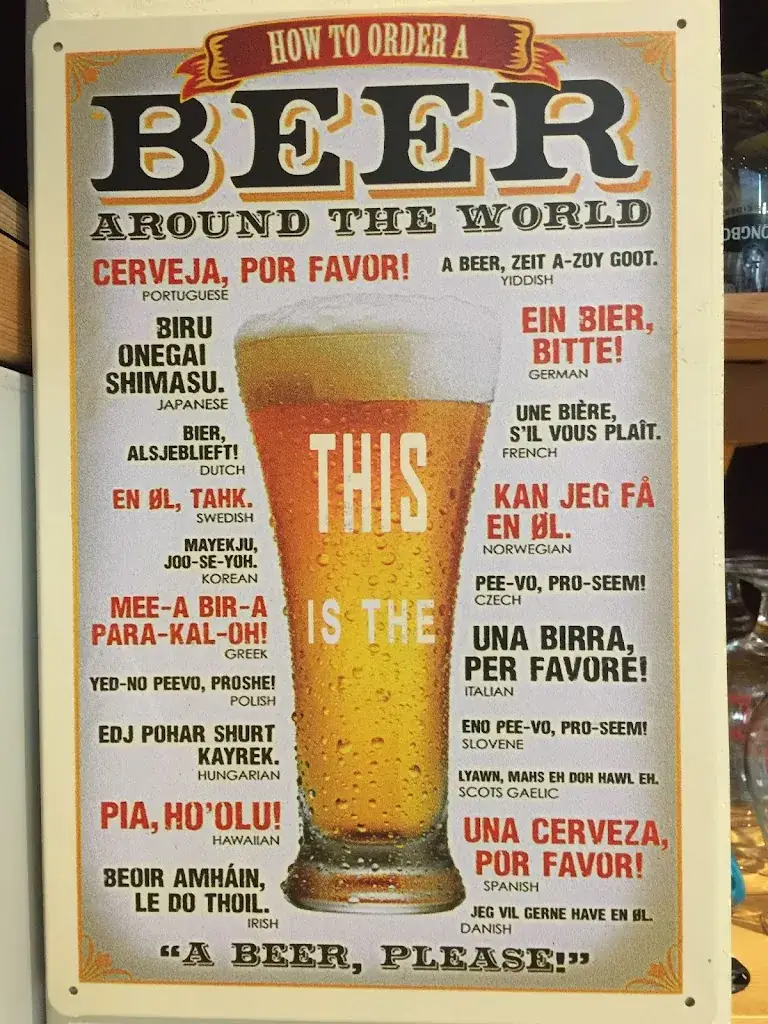 HOW TO ORDER A
BEER
AROUND THE WORLD
CERVEJA, POR FAVOR!
PORTUGUESE
A BEER, ZEIT A-ZOY GOOT.
YIDDISH
BIRU
ONEGAI
SHIMASU.
JAPANESE
EIN BIER,
BITTE!
GERMAN
BIER,
ALSJEBLIEFT!
DUTCH
UNE BIÈRE,
S'IL VOUS PLAÎT.
FRENCH
EN ØL, TAHK.
SWEDISH
KAN JEG FÅ
EN ØL.
NORWEGIAN
MAYEKJU,
JOO-SE-YOH.
KOREAN
PEE-VO, PRO-SEEM!
CZECH
MEE-A BIR-A
PARA-KAL-OH!
GREEK
UNA BIRRA,
PER FAVORE!
ITALIAN
YED-NO PEEVO, PROSHE!
POLISH
ENO PEE-VO, PRO-SEEM!
SLOVENE
EDJ POHAR SHURT
KAYREK.
HUNGARIAN
LYAWN, MAHS EH DOH HAWL EH.
SCOTS GAELIC
PIA, HO'OLU!
HAWAIIAN
UNA CERVEZA,
POR FAVOR!
SPANISH
BEOIR AMHÁIN,
LE DO THOIL.
IRISH
JEG VIL GERNE HAVE EN ØL.
DANISH
THIS
IS THE
"A BEER, PLEASE!"